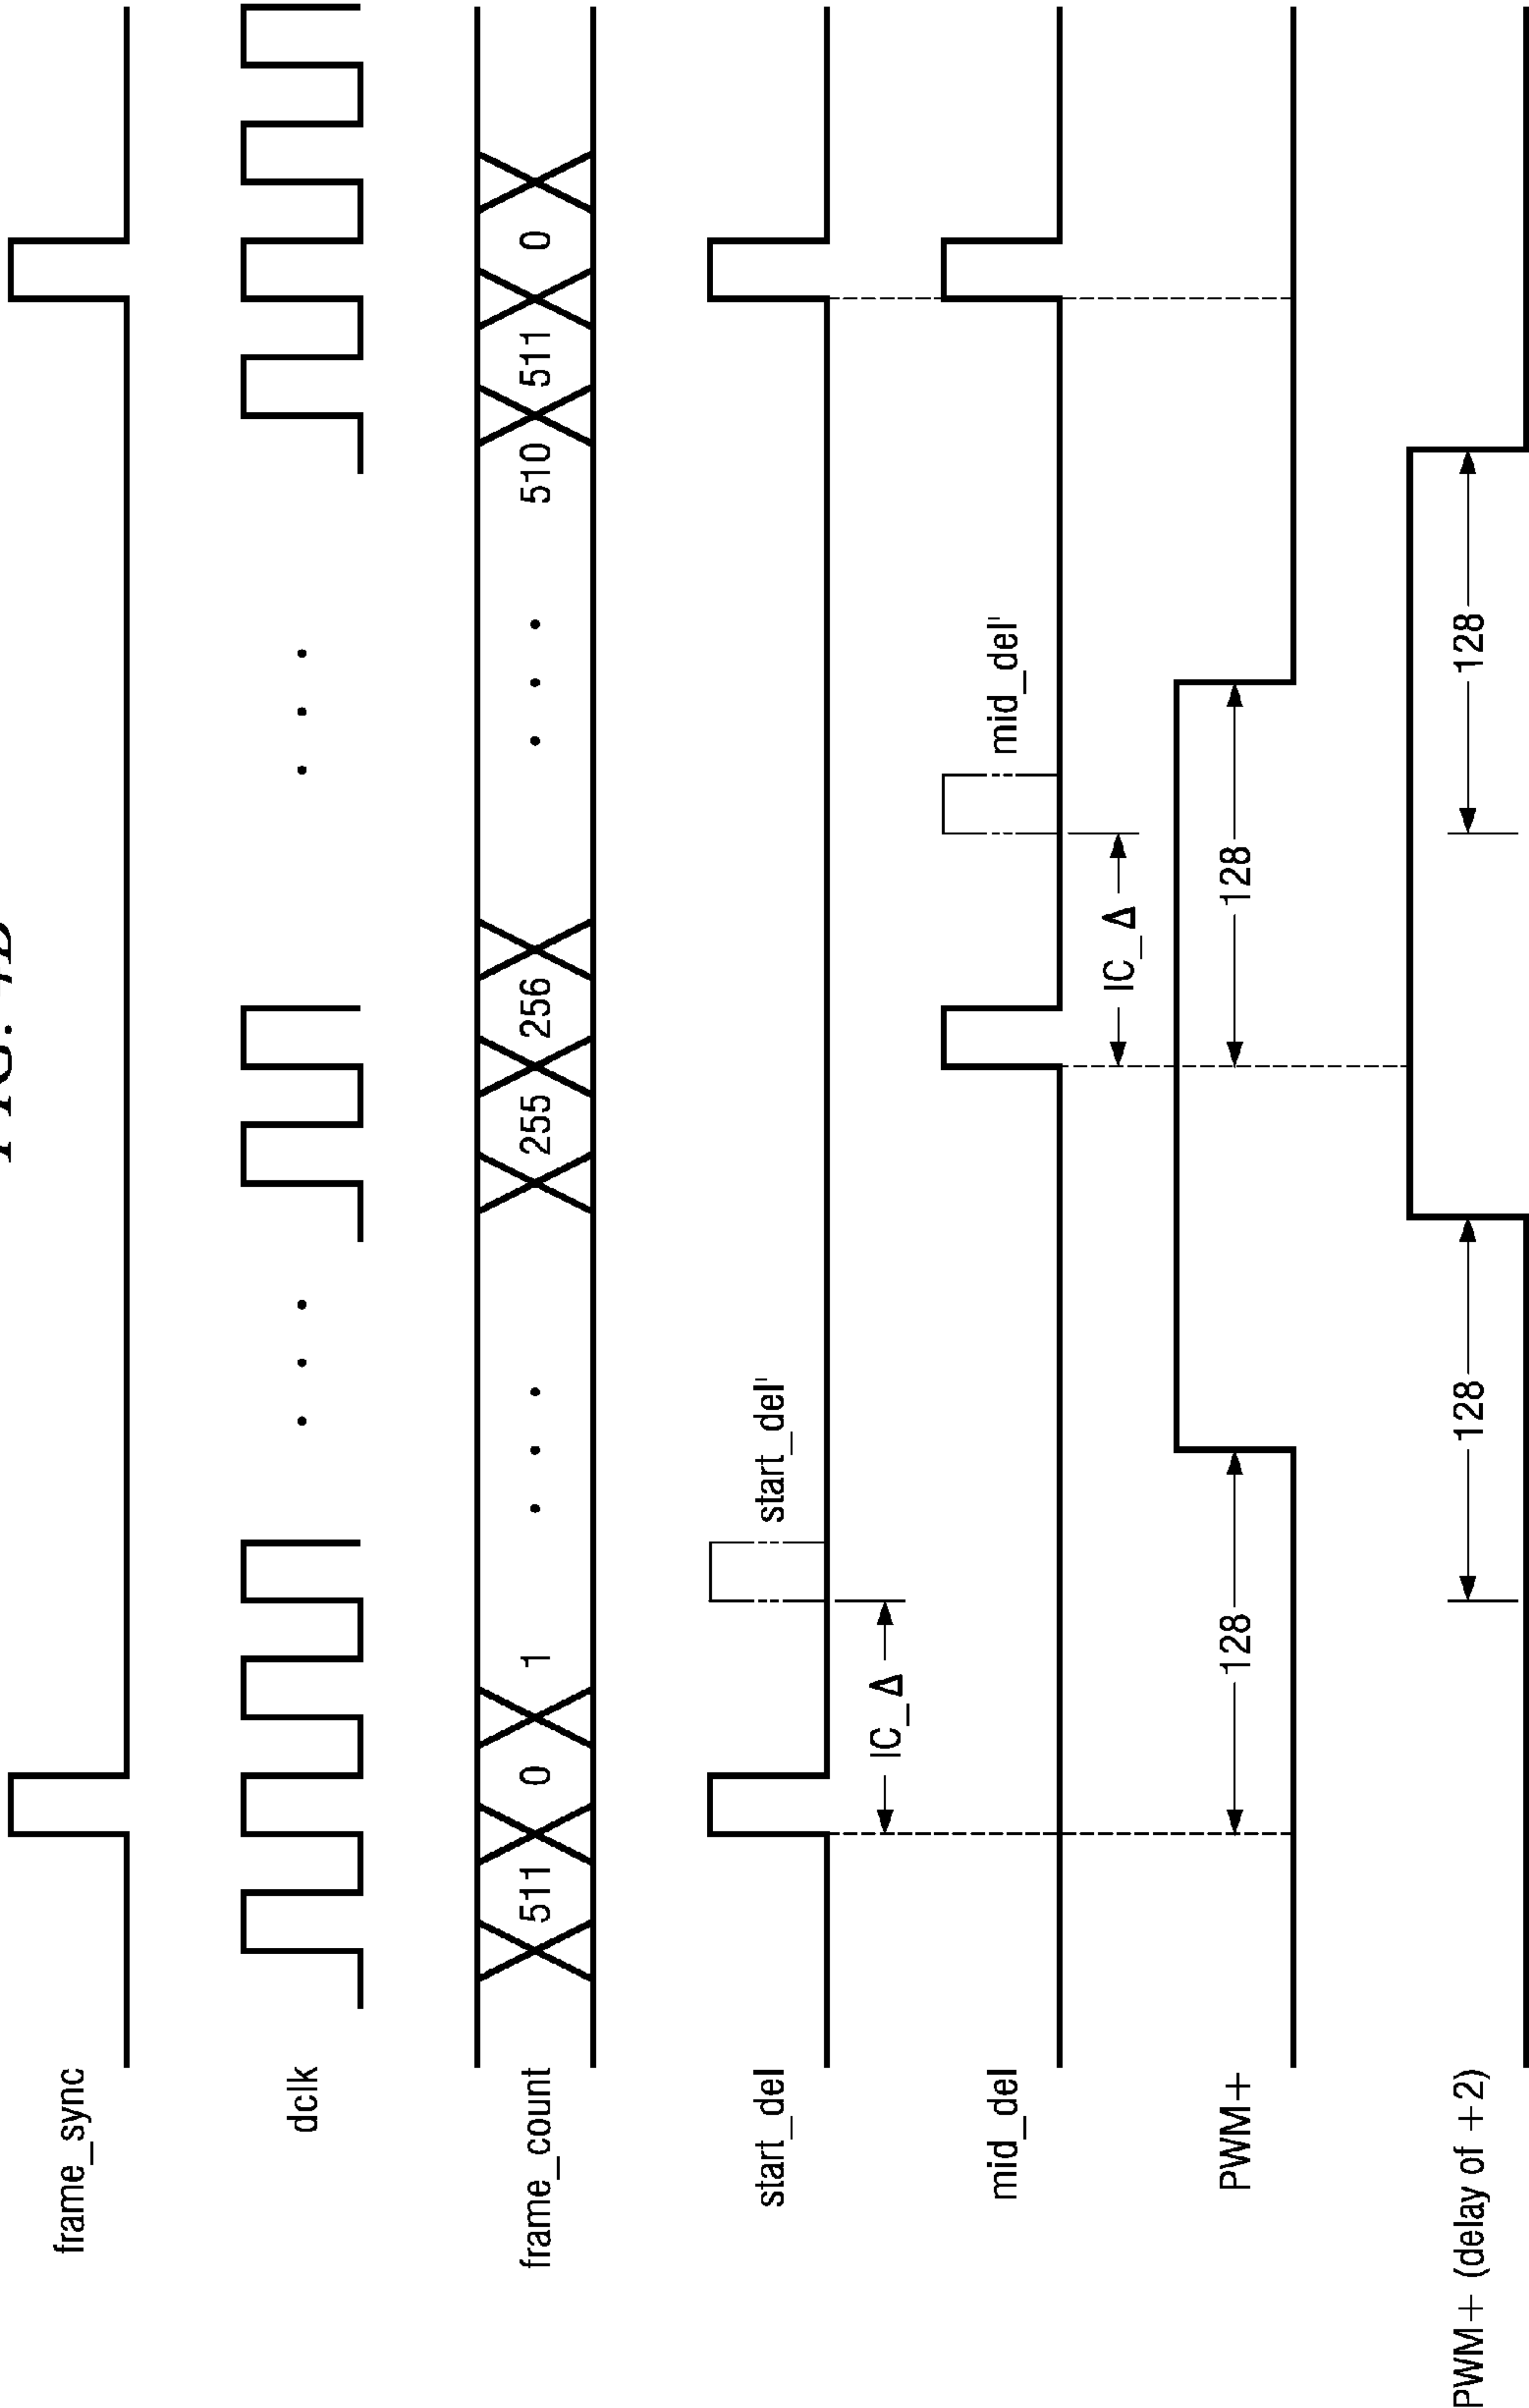 frame_sync
dclk
frame_count
511
0
1
255
256
510
511
0
start_del
start_del'
IC_Δ
mid_del
mid_del'
IC_Δ
PWM+
128
128
PWM+ (delay of +2)
128
128